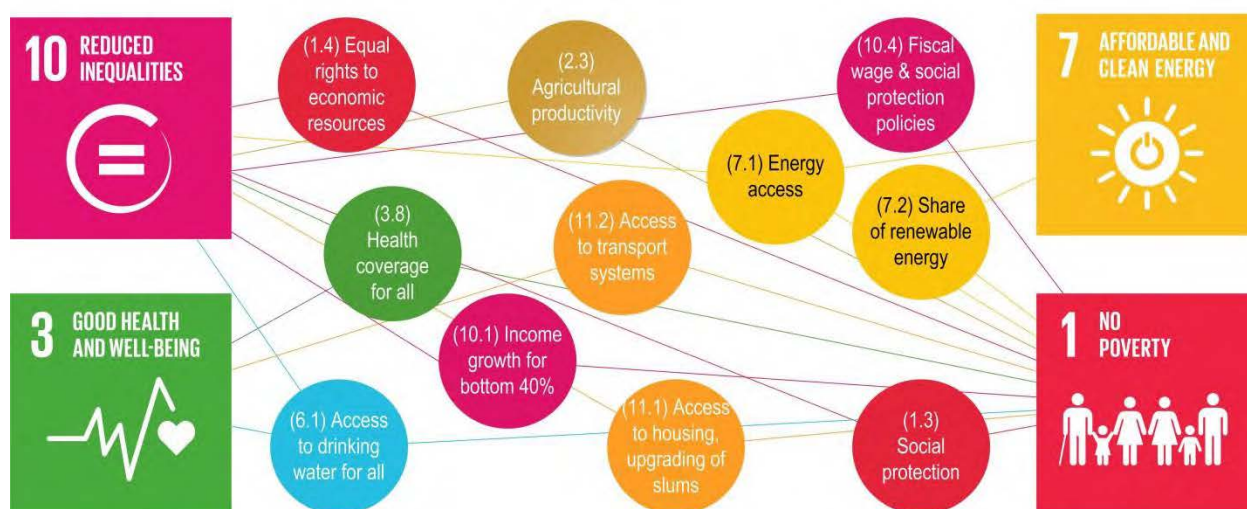 10 REDUCED
INEQUALITIES
(1.4) Equal
rights to
economic
resources
(2.3)
Agricultural
productivity
(10.4) Fiscal
wage & social
protection
policies
7 AFFORDABLE AND
CLEAN ENERGY
(7.1) Energy
access
(7.2) Share
of renewable
energy
(3.8)
Health
coverage
for all
(11.2) Access
to transport
systems
3 GOOD HEALTH
AND WELL-BEING
(10.1) Income
growth for
bottom 40%
1 NO
POVERTY
(6.1) Access
to drinking
water for all
(11.1) Access
to housing,
upgrading of
slums
(1.3)
Social
protection